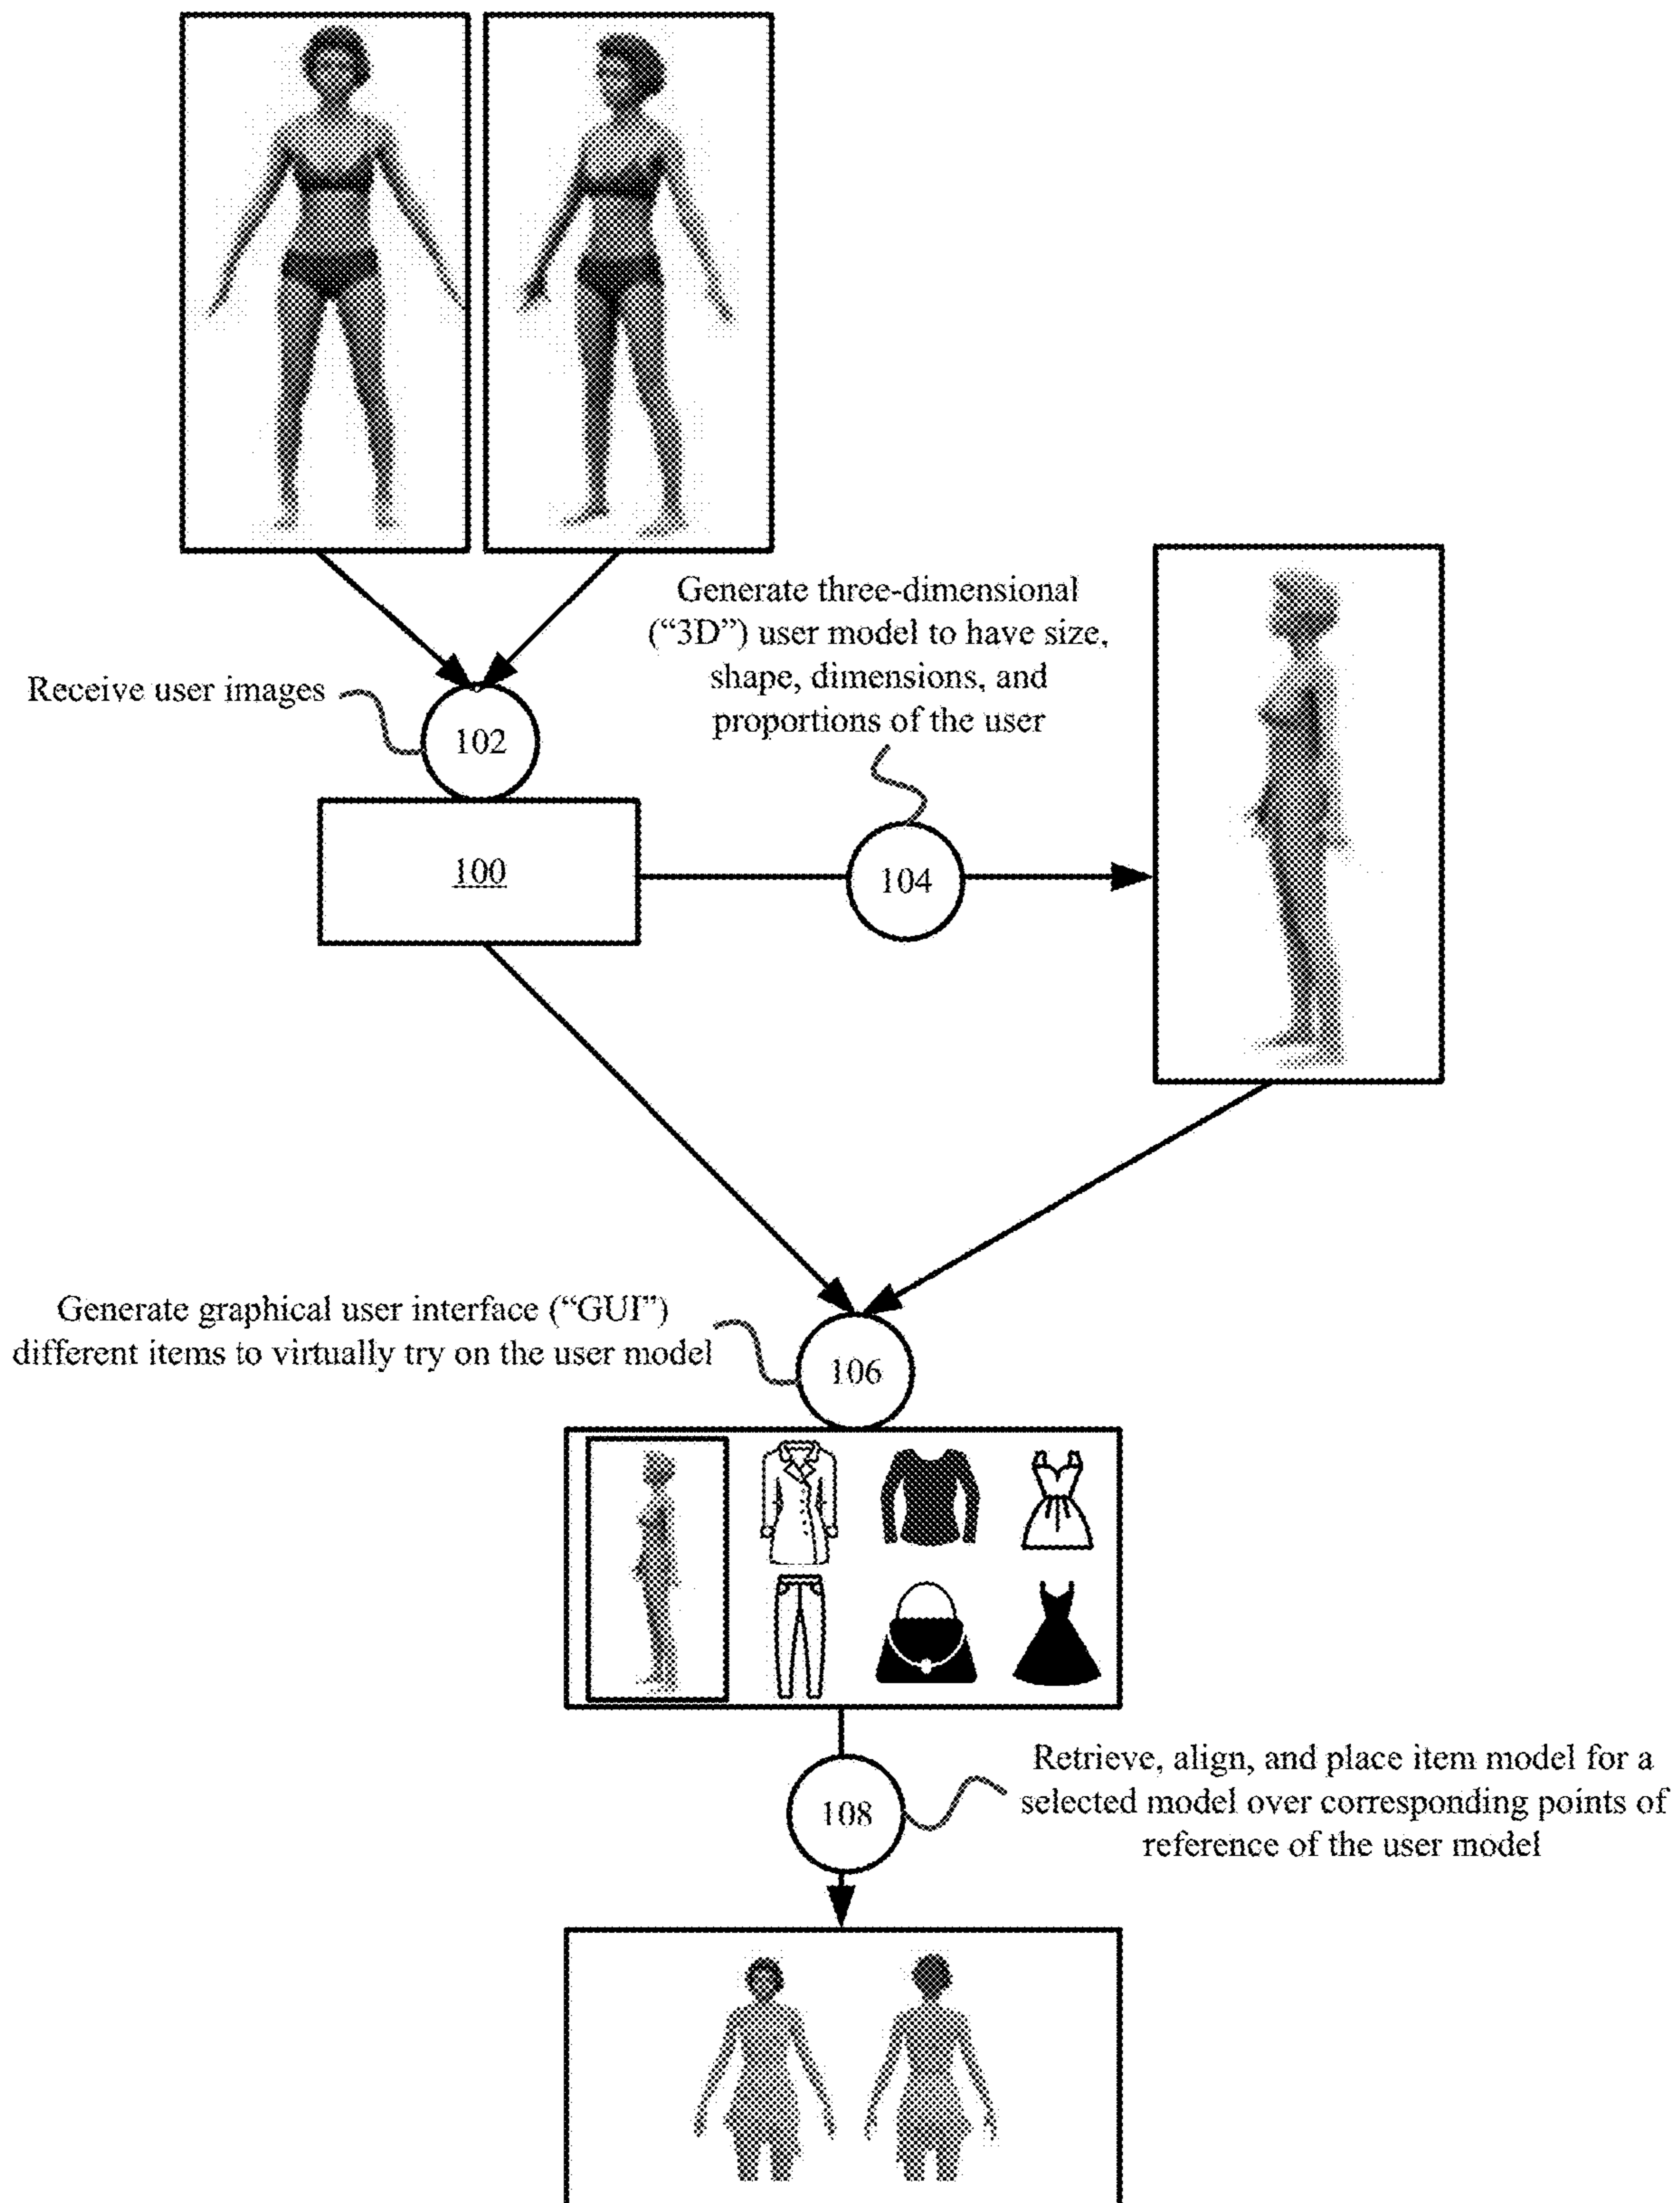 Generate three-dimensional
(“3D”) user model to have size,
shape, dimensions, and
proportions of the user
Receive user images
102
100
104
Generate graphical user interface (“GUI”)
different items to virtually try on the user model
106
Retrieve, align, and place item model for a
selected model over corresponding points of
reference of the user model
108